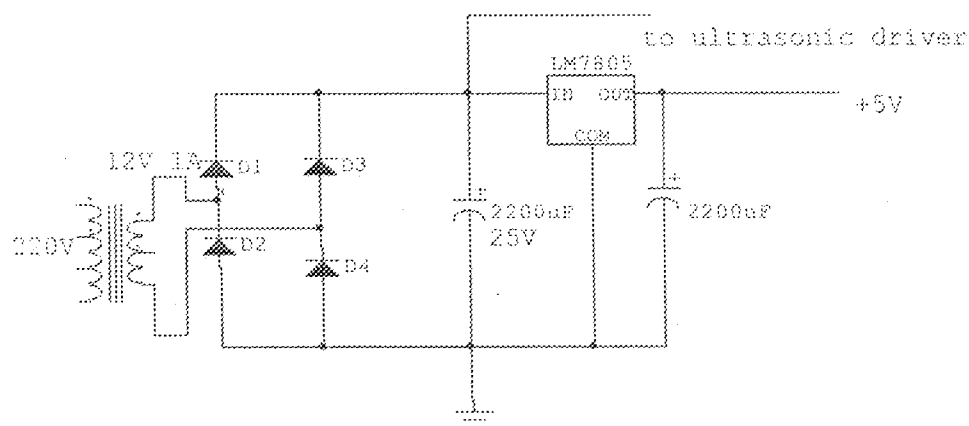 to ultrasonic driver
LM7805
IN OUT
+5V
COM
12V 1A
D1
D3
2200uF
25V
2200uF
220V
D2
D4